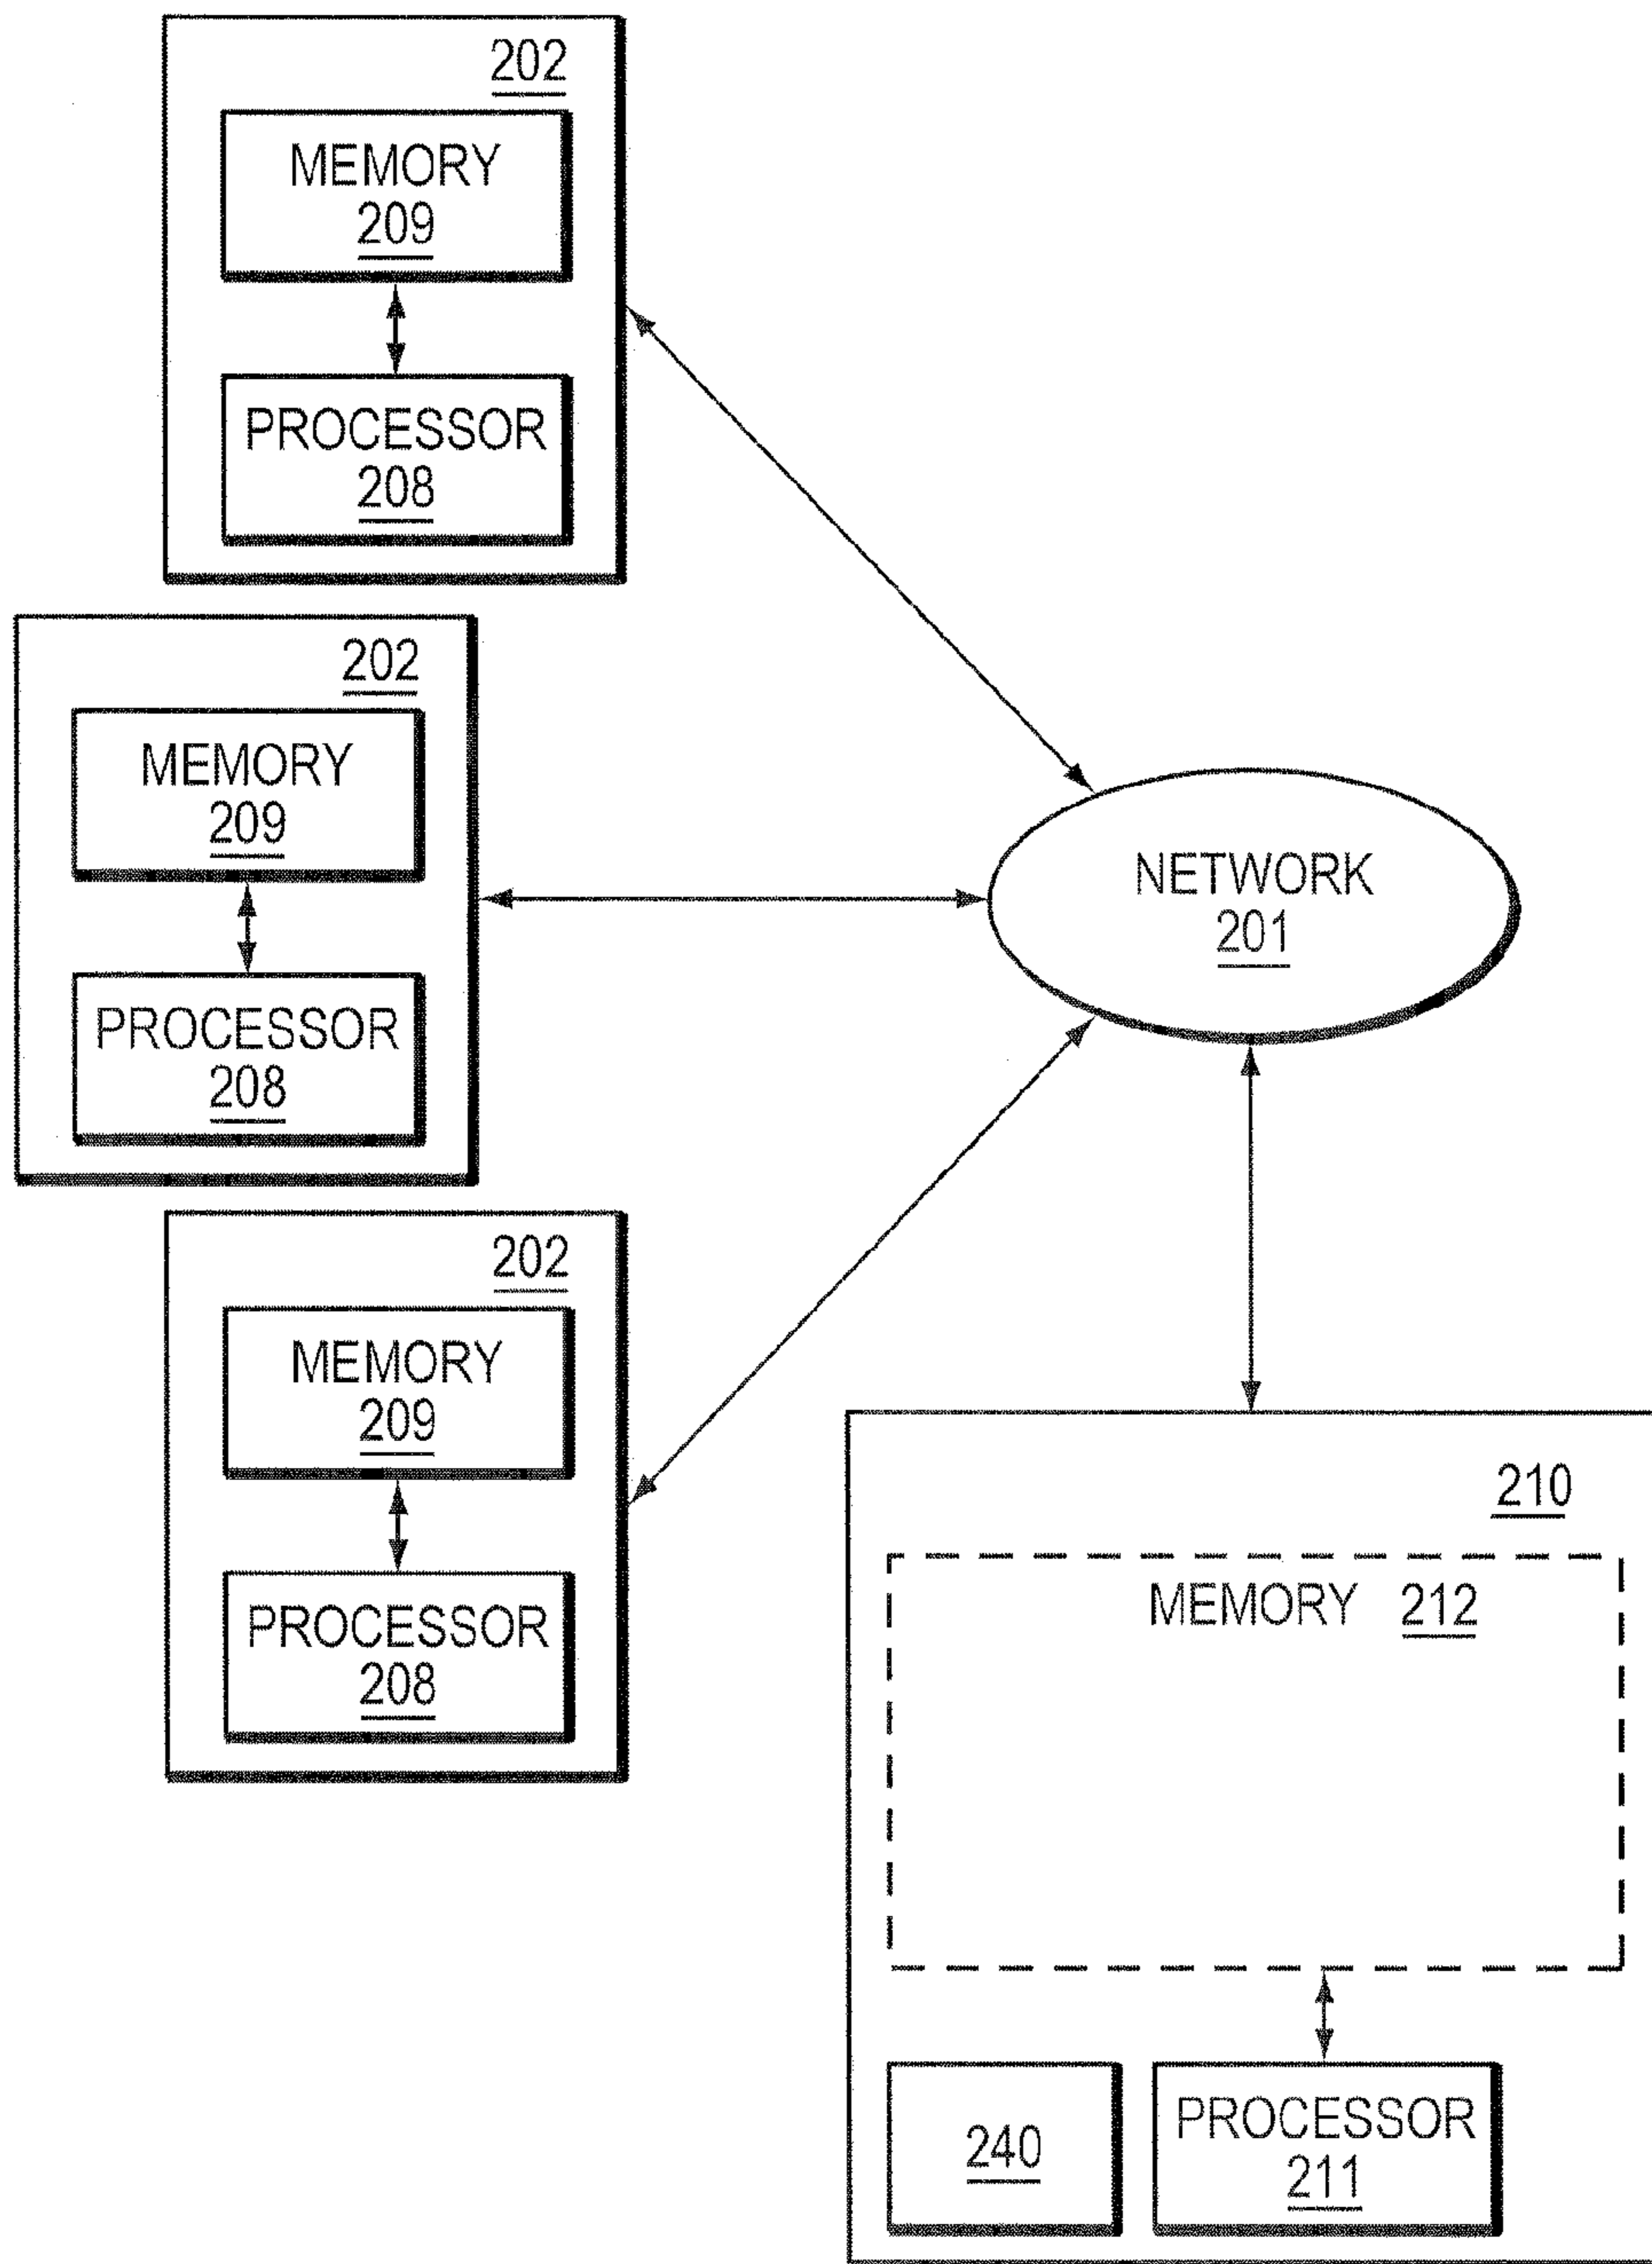 202
MEMORY
209
PROCESSOR
208
202
MEMORY
209
PROCESSOR
208
NETWORK
201
202
MEMORY
209
PROCESSOR
208
210
MEMORY 212
240
PROCESSOR
211